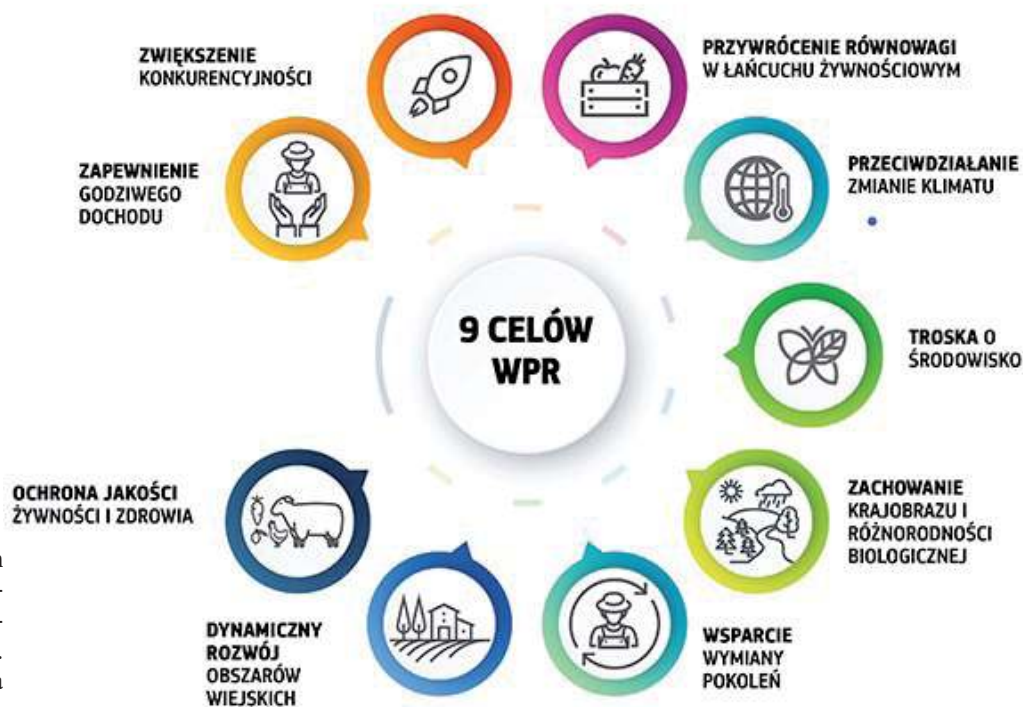 9 CELÓW
WPR
ZAPEWNIENIE
GODZIWEGO
DOCHODU
ZWIĘKSZENIE
KONKURENCYJNOŚCI
PRZYWRÓCENIE RÓWNOWAGI
W ŁAŃCUCHU ŻYWNOŚCIOWYM
PRZECIWDZIAŁANIE
ZMIANIE KLIMATU
TROSKA O
ŚRODOWISKO
ZACHOWANIE
KRAJOBRAZU I
RÓŻNORODNOŚCI
BIOLOGICZNEJ
WSPARCIE
WYMIANY
POKOLEŃ
DYNAMICZNY
ROZWÓJ
OBSZARÓW
WIEJSKICH
OCHRONA JAKOŚCI
ŻYWNOŚCI I ZDROWIA